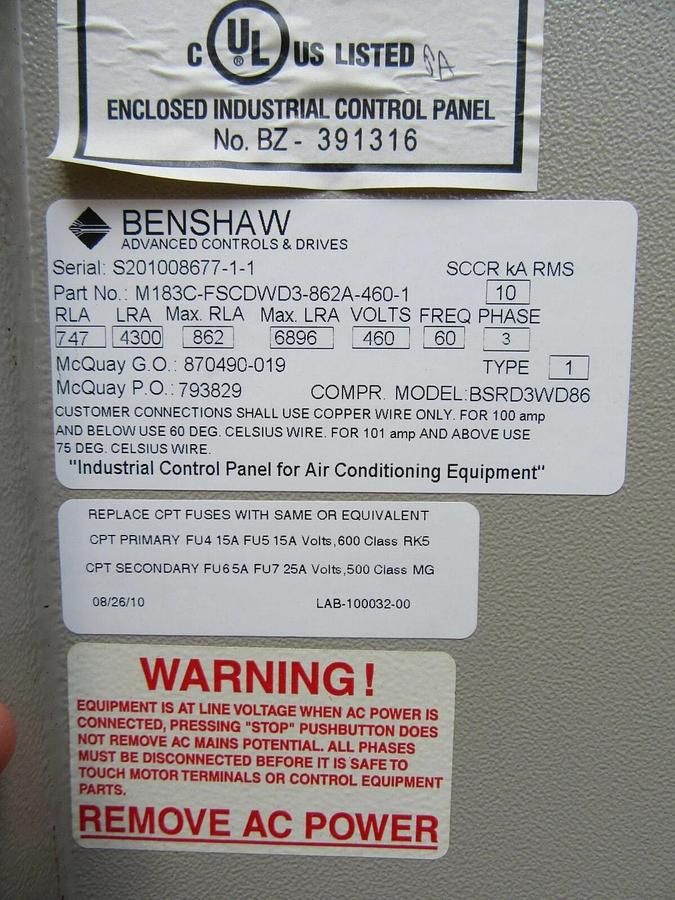 C UL ® US LISTED SA
ENCLOSED INDUSTRIAL CONTROL PANEL
No. BZ - 391316
BENSHAW
ADVANCED CONTROLS & DRIVES
Serial: S201008677-1-1 SCCR kA RMS
Part No.: M183C-FSCDWD3-862A-460-1 10
RLA LRA Max. RLA Max. LRA VOLTS FREQ PHASE
747 4300 862 6896 460 60 3
McQuay G.O.: 870490-019 TYPE 1
McQuay P.O.: 793829 COMPR. MODEL:BSRD3WD86
CUSTOMER CONNECTIONS SHALL USE COPPER WIRE ONLY. FOR 100 amp
AND BELOW USE 60 DEG. CELSIUS WIRE. FOR 101 amp AND ABOVE USE
75 DEG. CELSIUS WIRE.
"Industrial Control Panel for Air Conditioning Equipment"
REPLACE CPT FUSES WITH SAME OR EQUIVALENT
CPT PRIMARY FU4 15A FU5 15A Volts,600 Class RK5
CPT SECONDARY FU6 5A FU7 25A Volts,500 Class MG
08/26/10 LAB-100032-00
WARNING!
EQUIPMENT IS AT LINE VOLTAGE WHEN AC POWER IS
CONNECTED, PRESSING "STOP" PUSHBUTTON DOES
NOT REMOVE AC MAINS POTENTIAL. ALL PHASES
MUST BE DISCONNECTED BEFORE IT IS SAFE TO
TOUCH MOTOR TERMINALS OR CONTROL EQUIPMENT
PARTS.
REMOVE AC POWER